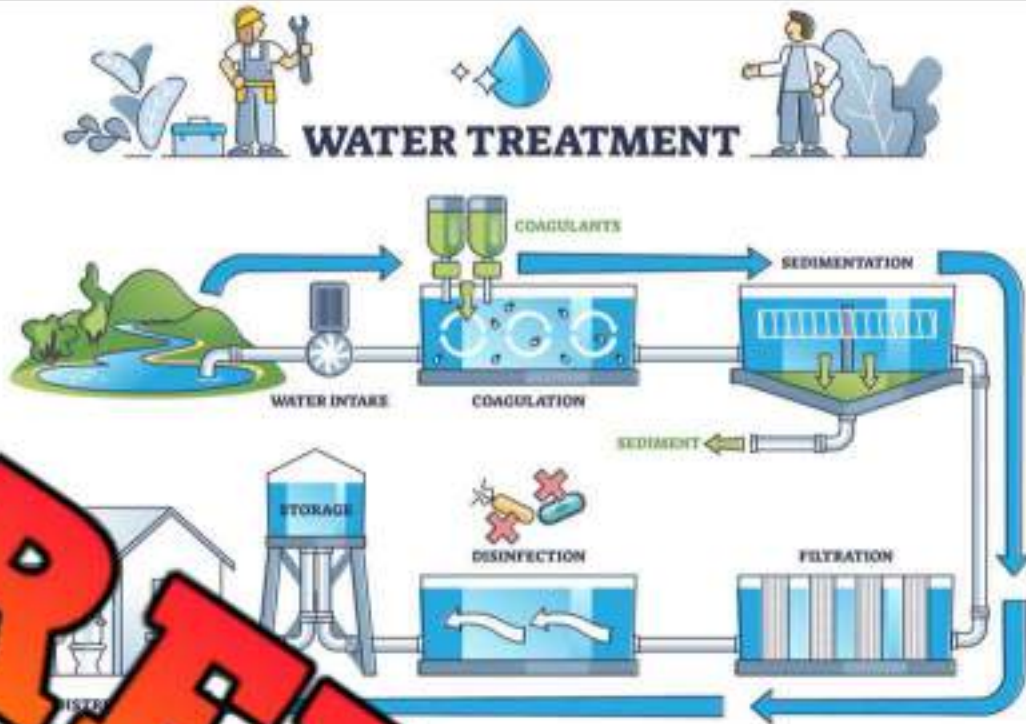 WATER TREATMENT
COAGULANTS
SEDIMENTATION
WATER INTAKE
COAGULATION
SEDIMENT
STORAGE
DISINFECTION
FILTRATION